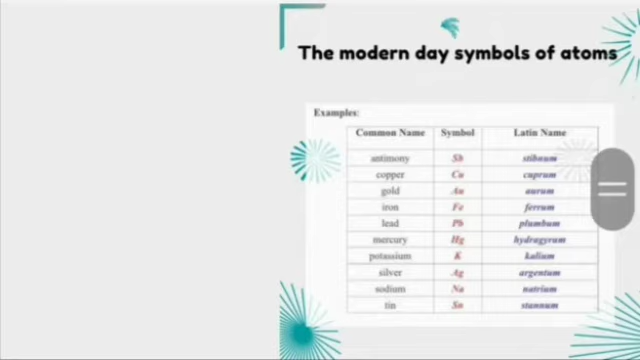 The modern day symbols of atoms
Examples:
Common Name Symbol Latin Name
antimony Sb stibnum
copper Cu cuprum
gold Au aurum
iron Fe ferrum
lead Pb plumbum
mercury Hg hydragyrum
potassium K kalium
silver Ag argentum
sodium Na natrium
tin Sn stannum